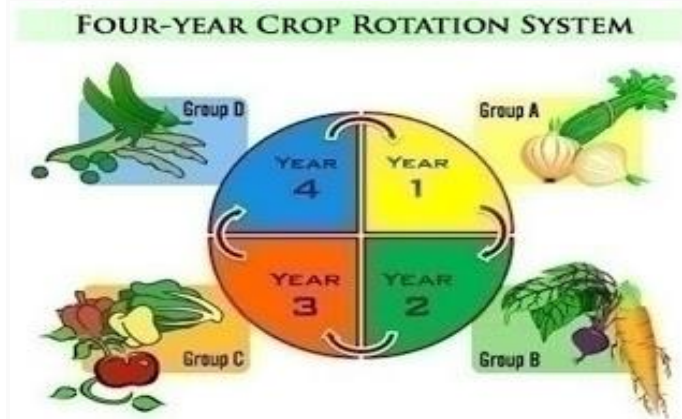 FOUR-YEAR CROP ROTATION SYSTEM
Group D
Group A
YEAR
4
YEAR
1
YEAR
3
YEAR
2
Group C
Group B